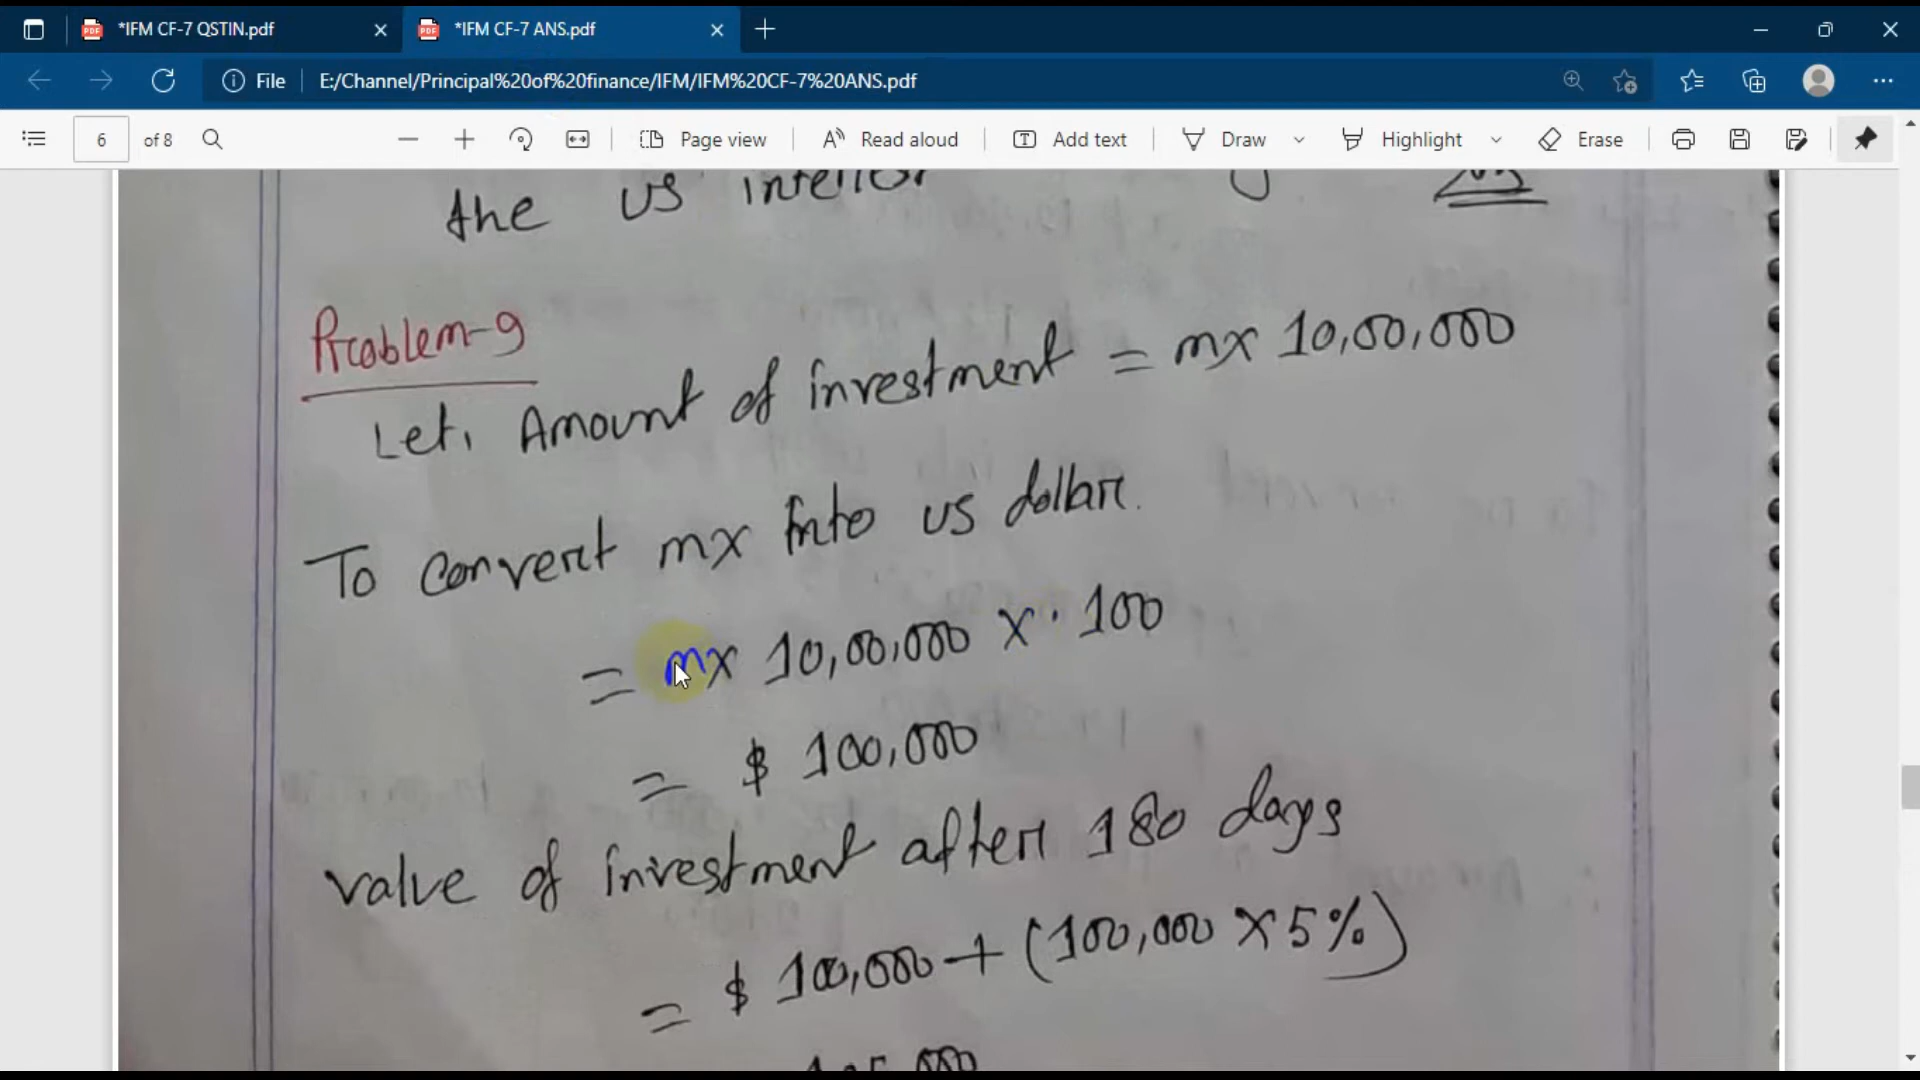 *IFM CF-7 QSTIN.pdf
*IFM CF-7 ANS.pdf
File
E:/Channel/Principal%20of%20finance/IFM/IFM%20CF-7%20ANS.pdf
6 of 8
Page view
Read aloud
Add text
Draw
Highlight
Erase
the US
Problem-9
Let, Amount of investment = mx 10,00,000
To convert mx into us dollar.
= mx 10,00,000 x .100
= $ 100,000
value of investment after 180 days
= $ 100,000 + (100,000 x 5%)